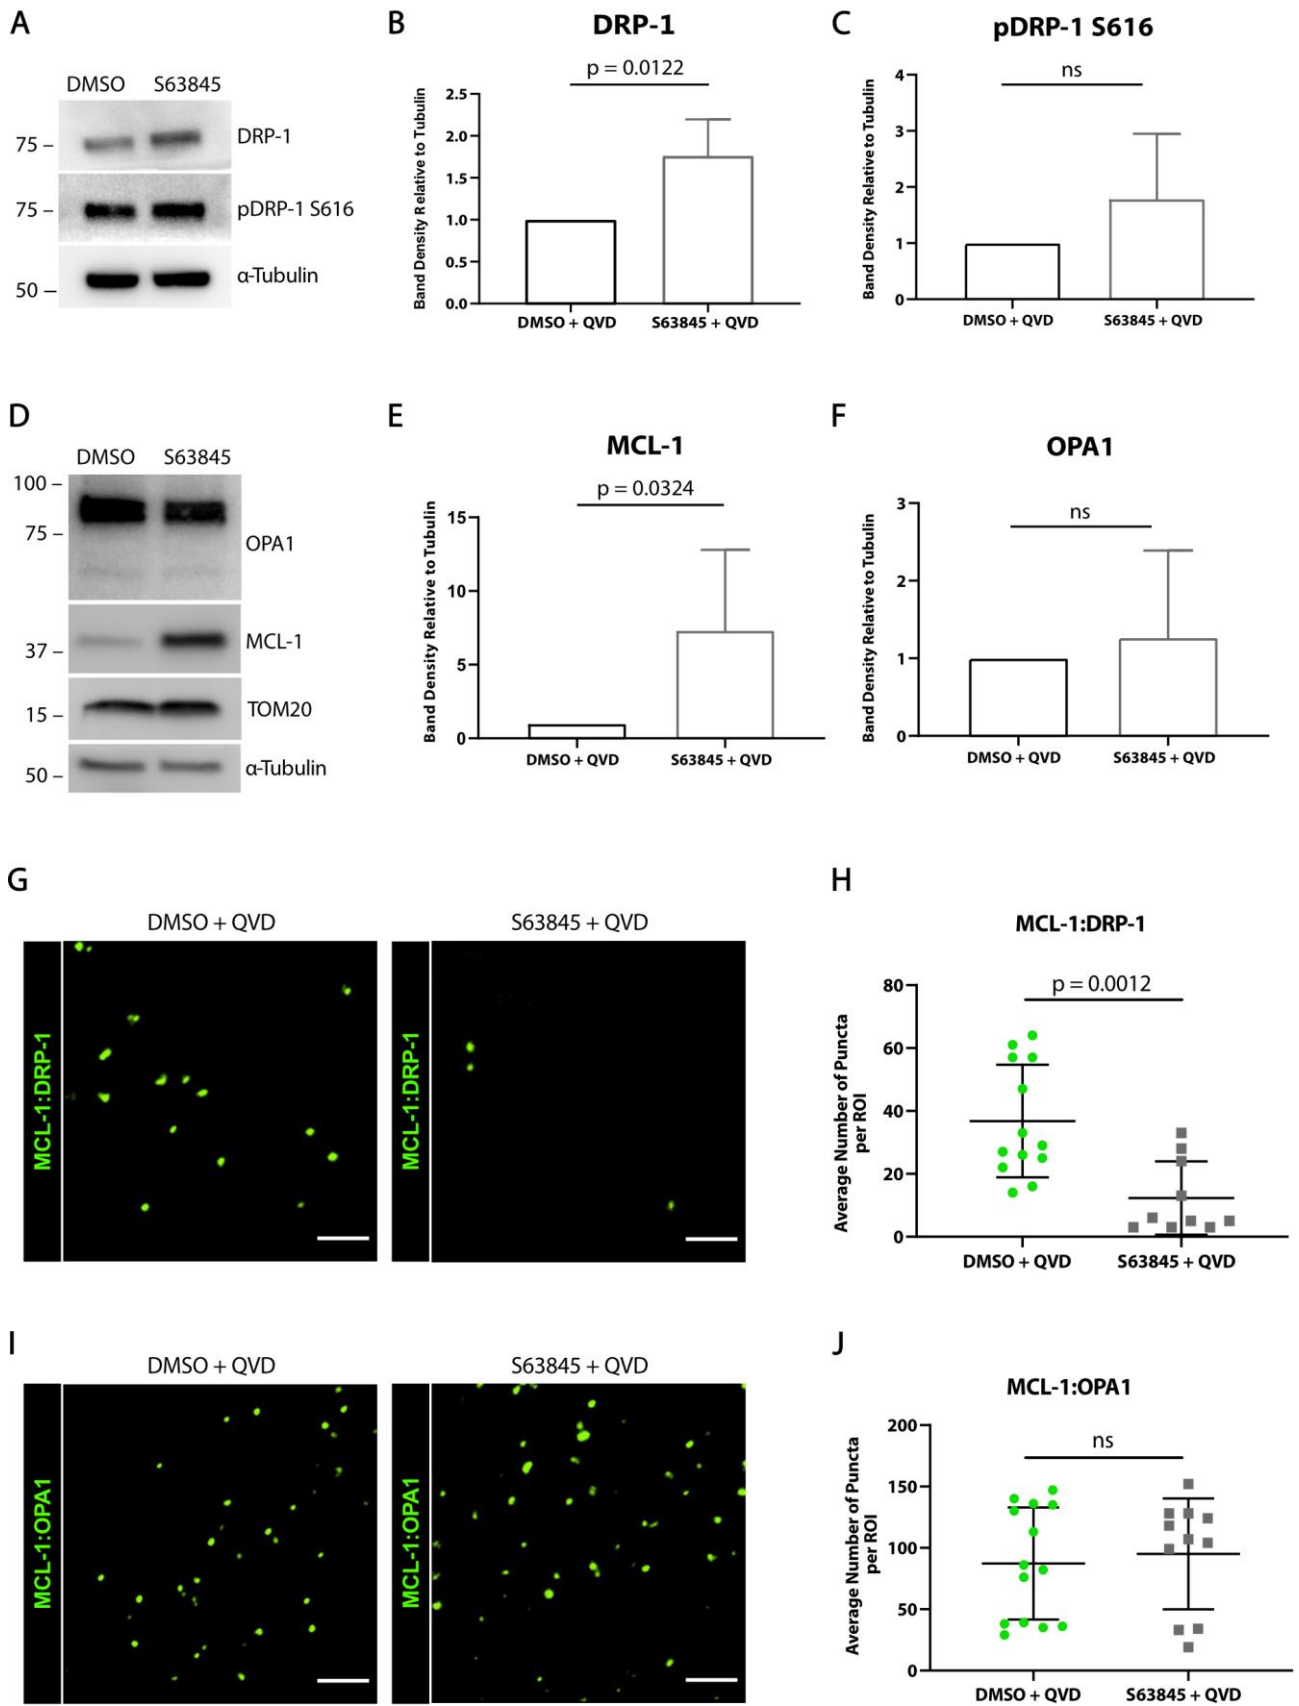 A
DMSO S63845
75 – DRP-1
75 – pDRP-1 S616
50 – α-Tubulin
B
DRP-1
p = 0.0122
Band Density Relative to Tubulin
2.5
2.0
1.5
1.0
0.5
0.0
DMSO + QVD S63845 + QVD
C
pDRP-1 S616
ns
Band Density Relative to Tubulin
4
3
2
1
0
DMSO + QVD S63845 + QVD
D
DMSO S63845
100 –
75 –
OPA1
37 – MCL-1
15 – TOM20
50 – α-Tubulin
E
MCL-1
p = 0.0324
Band Density Relative to Tubulin
15
10
5
0
DMSO + QVD S63845 + QVD
F
OPA1
ns
Band Density Relative to Tubulin
3
2
1
0
DMSO + QVD S63845 + QVD
G
DMSO + QVD S63845 + QVD
MCL-1:DRP-1
MCL-1:DRP-1
H
MCL-1:DRP-1
p = 0.0012
Average Number of Puncta
per ROI
80
60
40
20
0
DMSO + QVD S63845 + QVD
I
DMSO + QVD S63845 + QVD
MCL-1:OPA1
MCL-1:OPA1
J
MCL-1:OPA1
ns
Average Number of Puncta
per ROI
200
150
100
50
0
DMSO + QVD S63845 + QVD